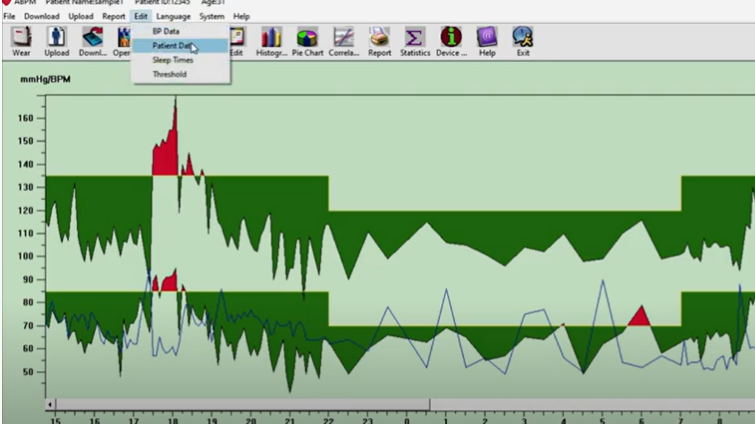 ABPM Patient Name:sample1 Patient ID:12345 Age:31
File Download Upload Report Edit Language System Help
BP Data
Patient Data
Sleep Times
Threshold
Wear Upload Downl... Oper Edit Histogr... Pie Chart Correla... Report Statistics Device ... Help Exit
mmHg/BPM
160
150
140
130
120
110
100
90
80
70
60
50
15 16 17 18 19 20 21 22 23 0 1 2 3 4 5 6 7 8